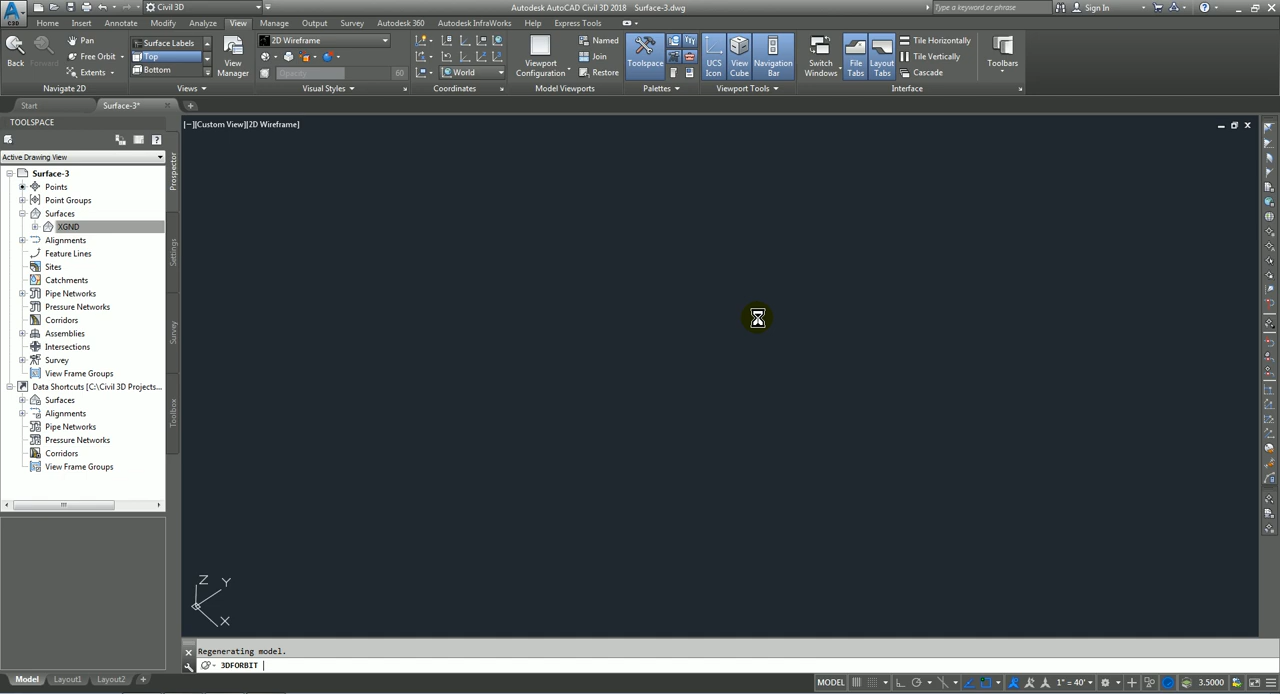 Civil 3D
Autodesk AutoCAD Civil 3D 2018 Surface-3.dwg
Type a keyword or phrase
Sign In
Home Insert Annotate Modify Analyze View Manage Output Survey Autodesk 360 Autodesk InfraWorks Help Express Tools
C3D
Back
Forward
Pan
Free Orbit
Extents
Navigate 2D
Surface Labels
Top
Bottom
View
Manager
Views
2D Wireframe
Opacity 60
Visual Styles
World
Coordinates
Viewport
Configuration
Named
Join
Restore
Model Viewports
Toolspace
Palettes
UCS
Icon
View
Cube
Navigation
Bar
Viewport Tools
Switch
Windows
File
Tabs
Layout
Tabs
Tile Horizontally
Tile Vertically
Cascade
Interface
Toolbars
Start
Surface-3*
TOOLSPACE
Active Drawing View
Surface-3
Points
Point Groups
Surfaces
XGND
Alignments
Feature Lines
Sites
Catchments
Pipe Networks
Pressure Networks
Corridors
Assemblies
Intersections
Survey
View Frame Groups
Data Shortcuts [C:\Civil 3D Projects...
Surfaces
Alignments
Pipe Networks
Pressure Networks
Corridors
View Frame Groups
Prospector
Settings
Survey
Toolbox
[−][Custom View][2D Wireframe]
Z
Y
X
Regenerating model.
3DFORBIT
Model Layout1 Layout2 +
MODEL
1" = 40'
3.5000